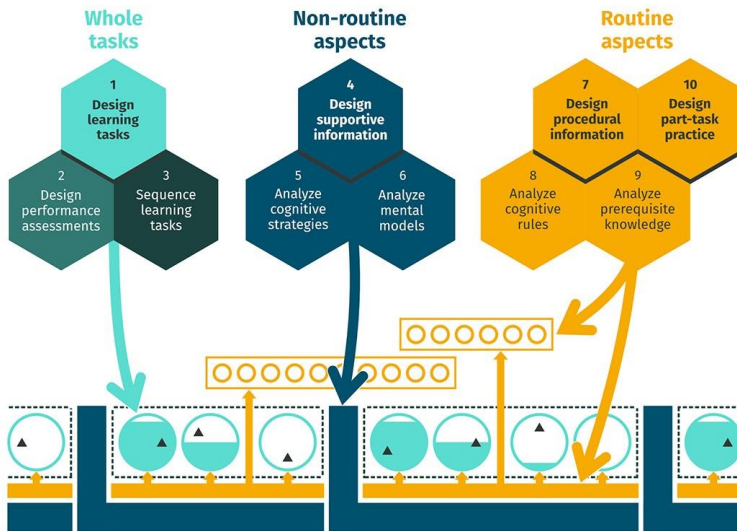 Whole
tasks
Non-routine
aspects
Routine
aspects
1
Design
learning
tasks
2
Design
performance
assessments
3
Sequence
learning
tasks
4
Design
supportive
information
5
Analyze
cognitive
strategies
6
Analyze
mental
models
7
Design
procedural
information
10
Design
part-task
practice
8
Analyze
cognitive
rules
9
Analyze
prerequisite
knowledge